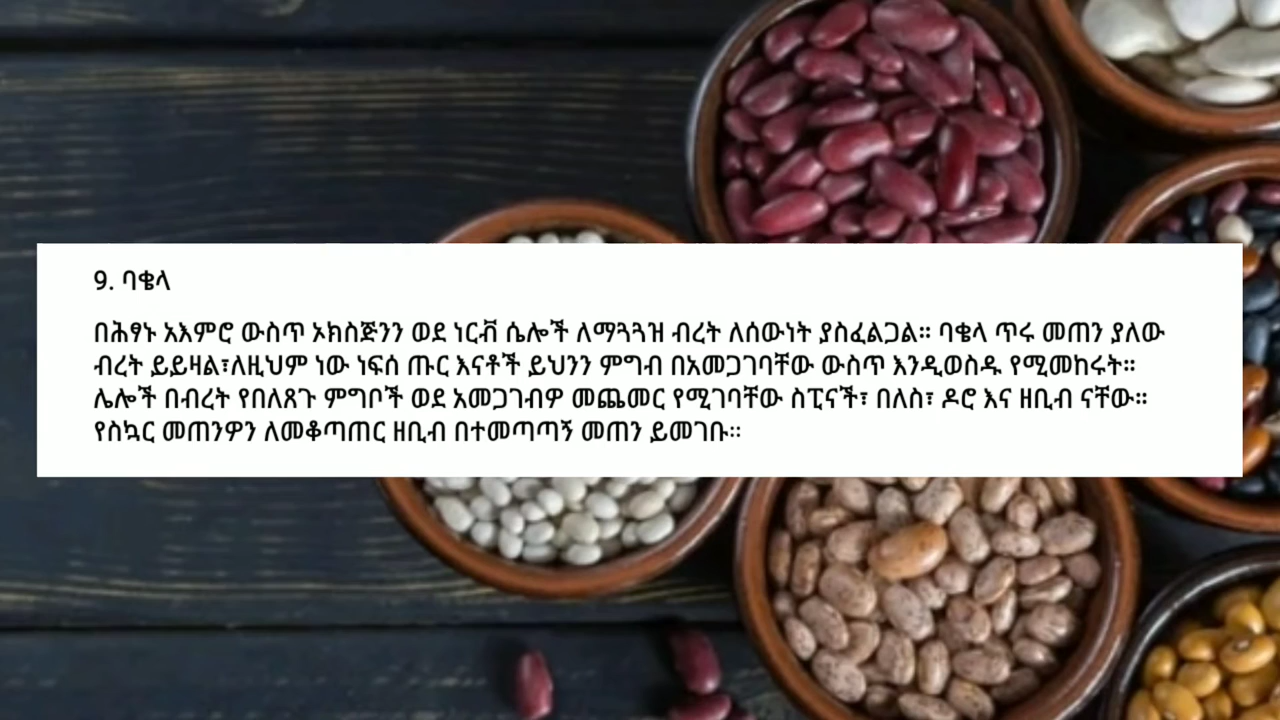 9. ባቄላ
በሕፃኑ አእምሮ ውስጥ ኦክስጅንን ወደ ነርቭ ሴሎች ለማጓጓዝ ብረት ለሰውነት ያስፈልጋል። ባቄላ ጥሩ መጠን ያለው
ብረት ይይዛል፣ለዚህም ነው ነፍሰ ጡር እናቶች ይህንን ምግብ በአመጋገባቸው ውስጥ እንዲወስዱ የሚመከሩት።
ሌሎች በብረት የበለጸጉ ምግቦች ወደ አመጋገብዎ መጨመር የሚገባቸው ስፒናች፣ በለስ፣ ዶሮ እና ዘቢብ ናቸው።
የስኳር መጠንዎን ለመቆጣጠር ዘቢብ በተመጣጣኝ መጠን ይመገቡ።